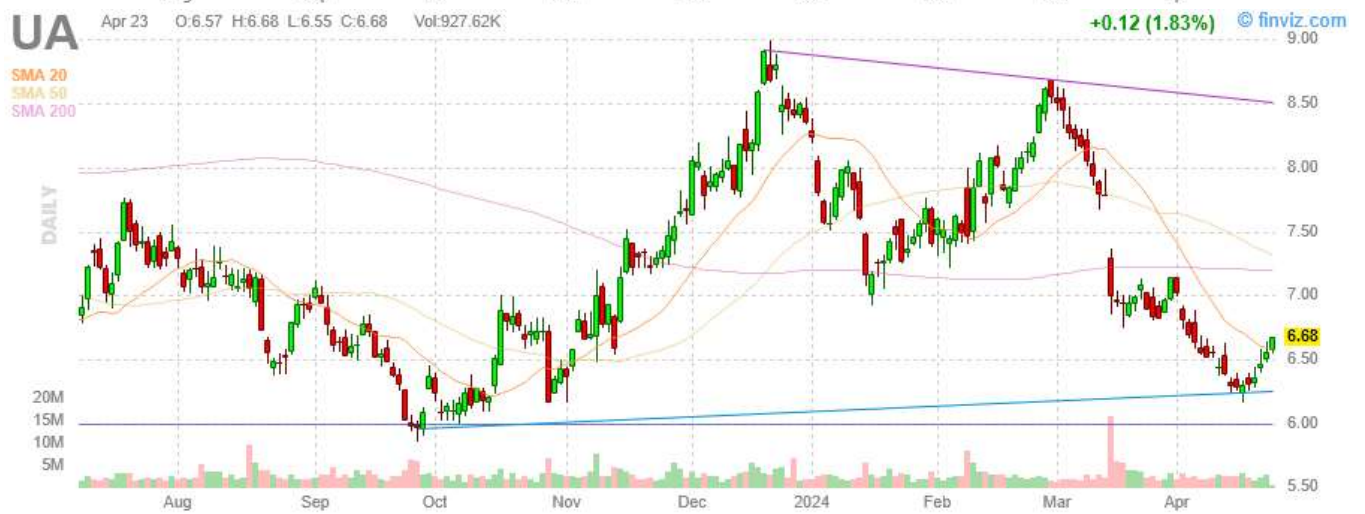 UA Apr 23 O:6.57 H:6.68 L:6.55 C:6.68 Vol:927.62K +0.12 (1.83%) © finviz.com
SMA 20
SMA 50
SMA 200
DAILY
9.00
8.50
8.00
7.50
7.00
6.68
6.50
6.00
5.50
20M
15M
10M
5M
Aug Sep Oct Nov Dec 2024 Feb Mar Apr